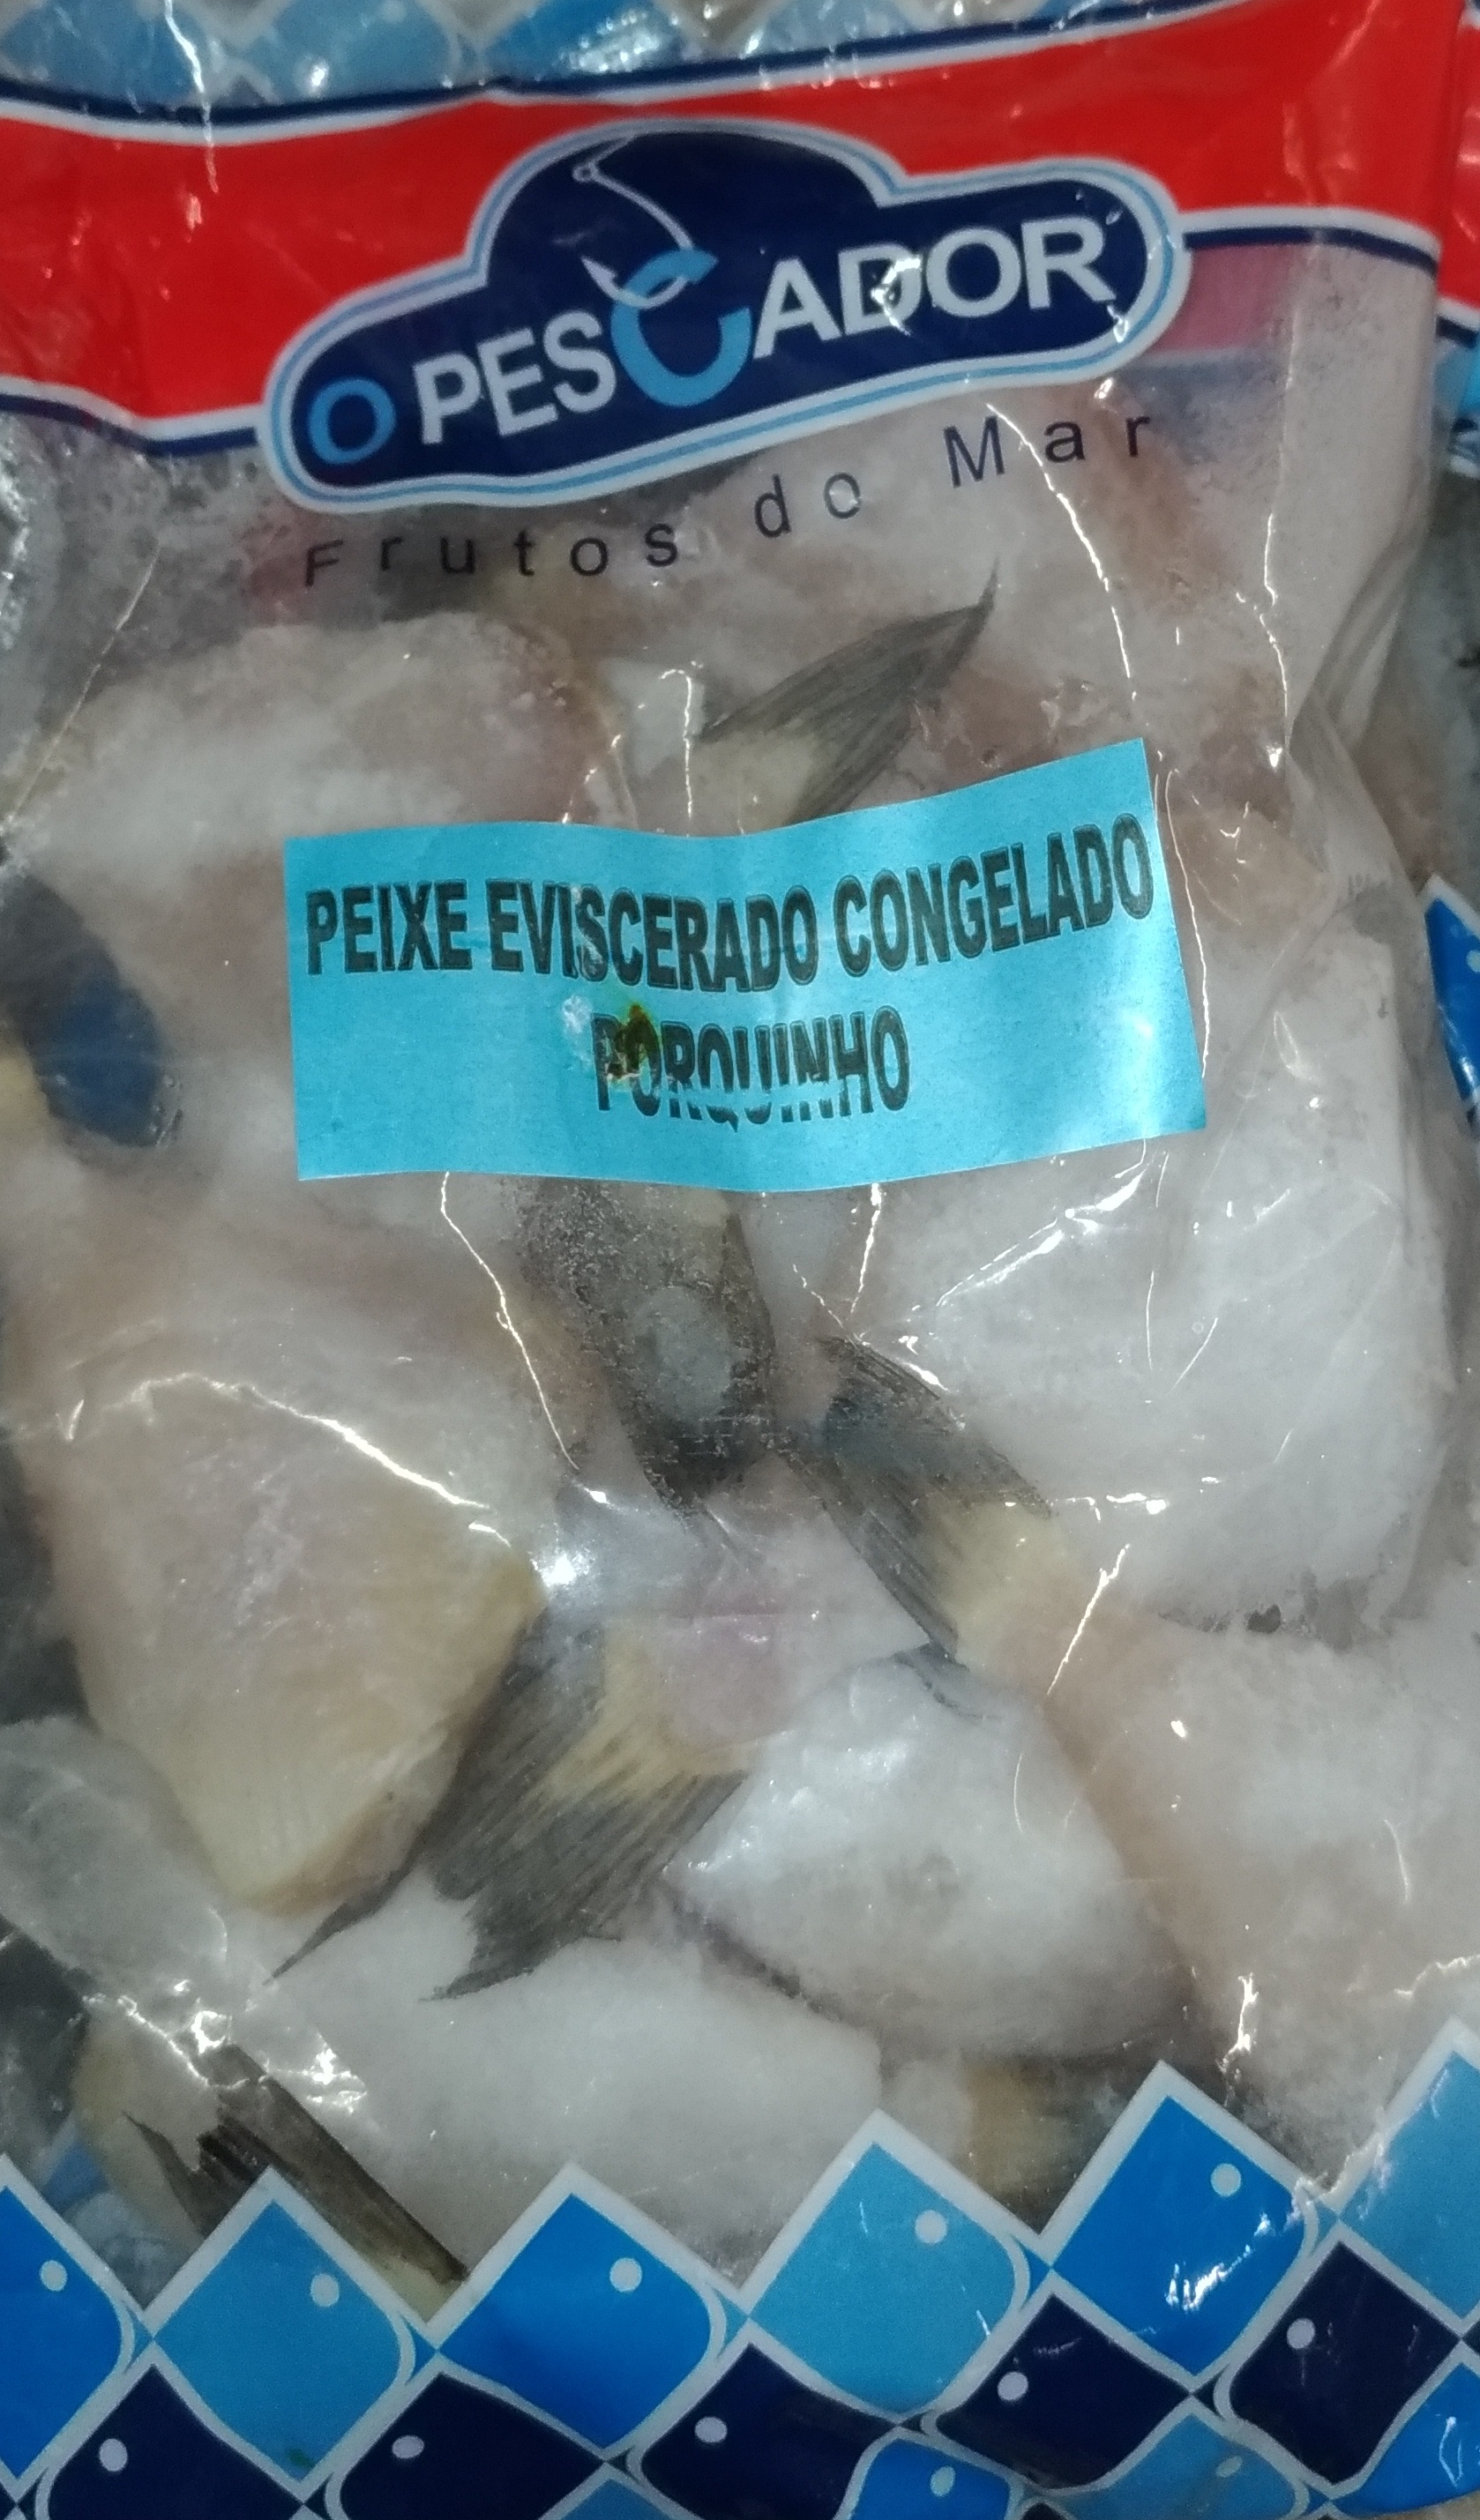 O PESCADOR
Frutos do Mar
PEIXE EVISCERADO CONGELADO
PORQUINHO